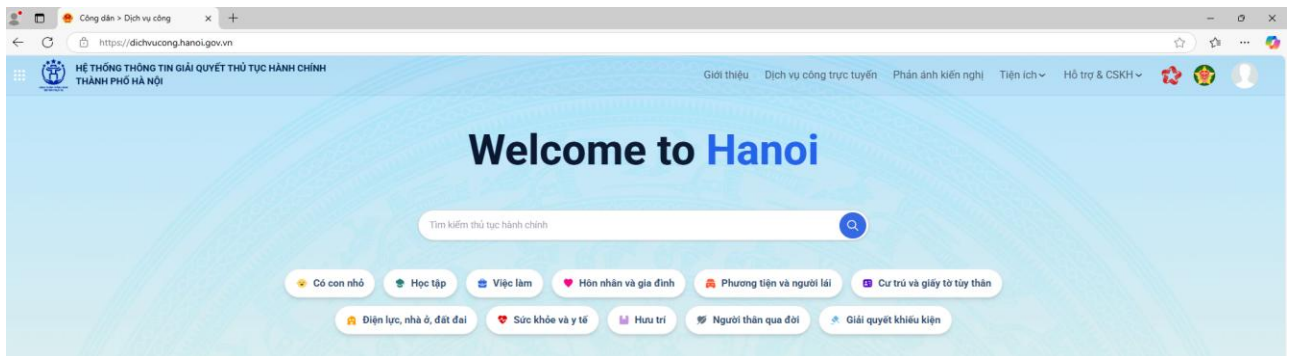 Công dân > Dịch vụ công
https://dichvucong.hanoi.gov.vn
HỆ THỐNG THÔNG TIN GIẢI QUYẾT THỦ TỤC HÀNH CHÍNH
THÀNH PHỐ HÀ NỘI
Giới thiệu Dịch vụ công trực tuyến Phản ánh kiến nghị Tiện ích Hỗ trợ & CSKH
Welcome to Hanoi
Tìm kiếm thủ tục hành chính
Có con nhỏ Học tập Việc làm Hôn nhân và gia đình Phương tiện và người lái Cư trú và giấy tờ tùy thân
Điện lực, nhà ở, đất đai Sức khỏe và y tế Hưu trí Người thân qua đời Giải quyết khiếu kiện